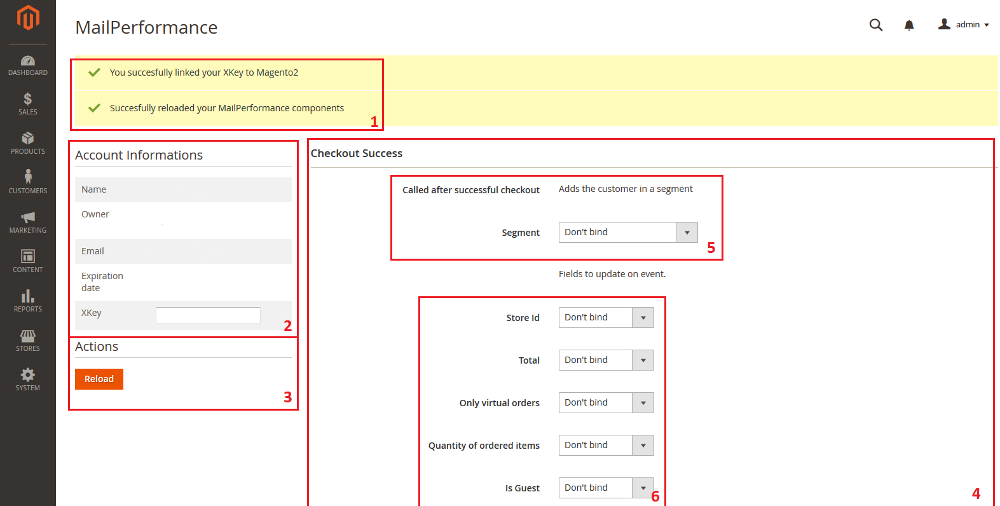 MailPerformance
admin
DASHBOARD
SALES
PRODUCTS
CUSTOMERS
MARKETING
CONTENT
REPORTS
STORES
SYSTEM
You succesfully linked your XKey to Magento2
Succesfully reloaded your MailPerformance components
1
Account Informations
Name
Owner
Email
Expiration
date
XKey
2
Actions
Reload
3
Checkout Success
Called after successful checkout Adds the customer in a segment
Segment Don't bind
5
Fields to update on event.
Store Id Don't bind
Total Don't bind
Only virtual orders Don't bind
Quantity of ordered items Don't bind
Is Guest Don't bind
6
4